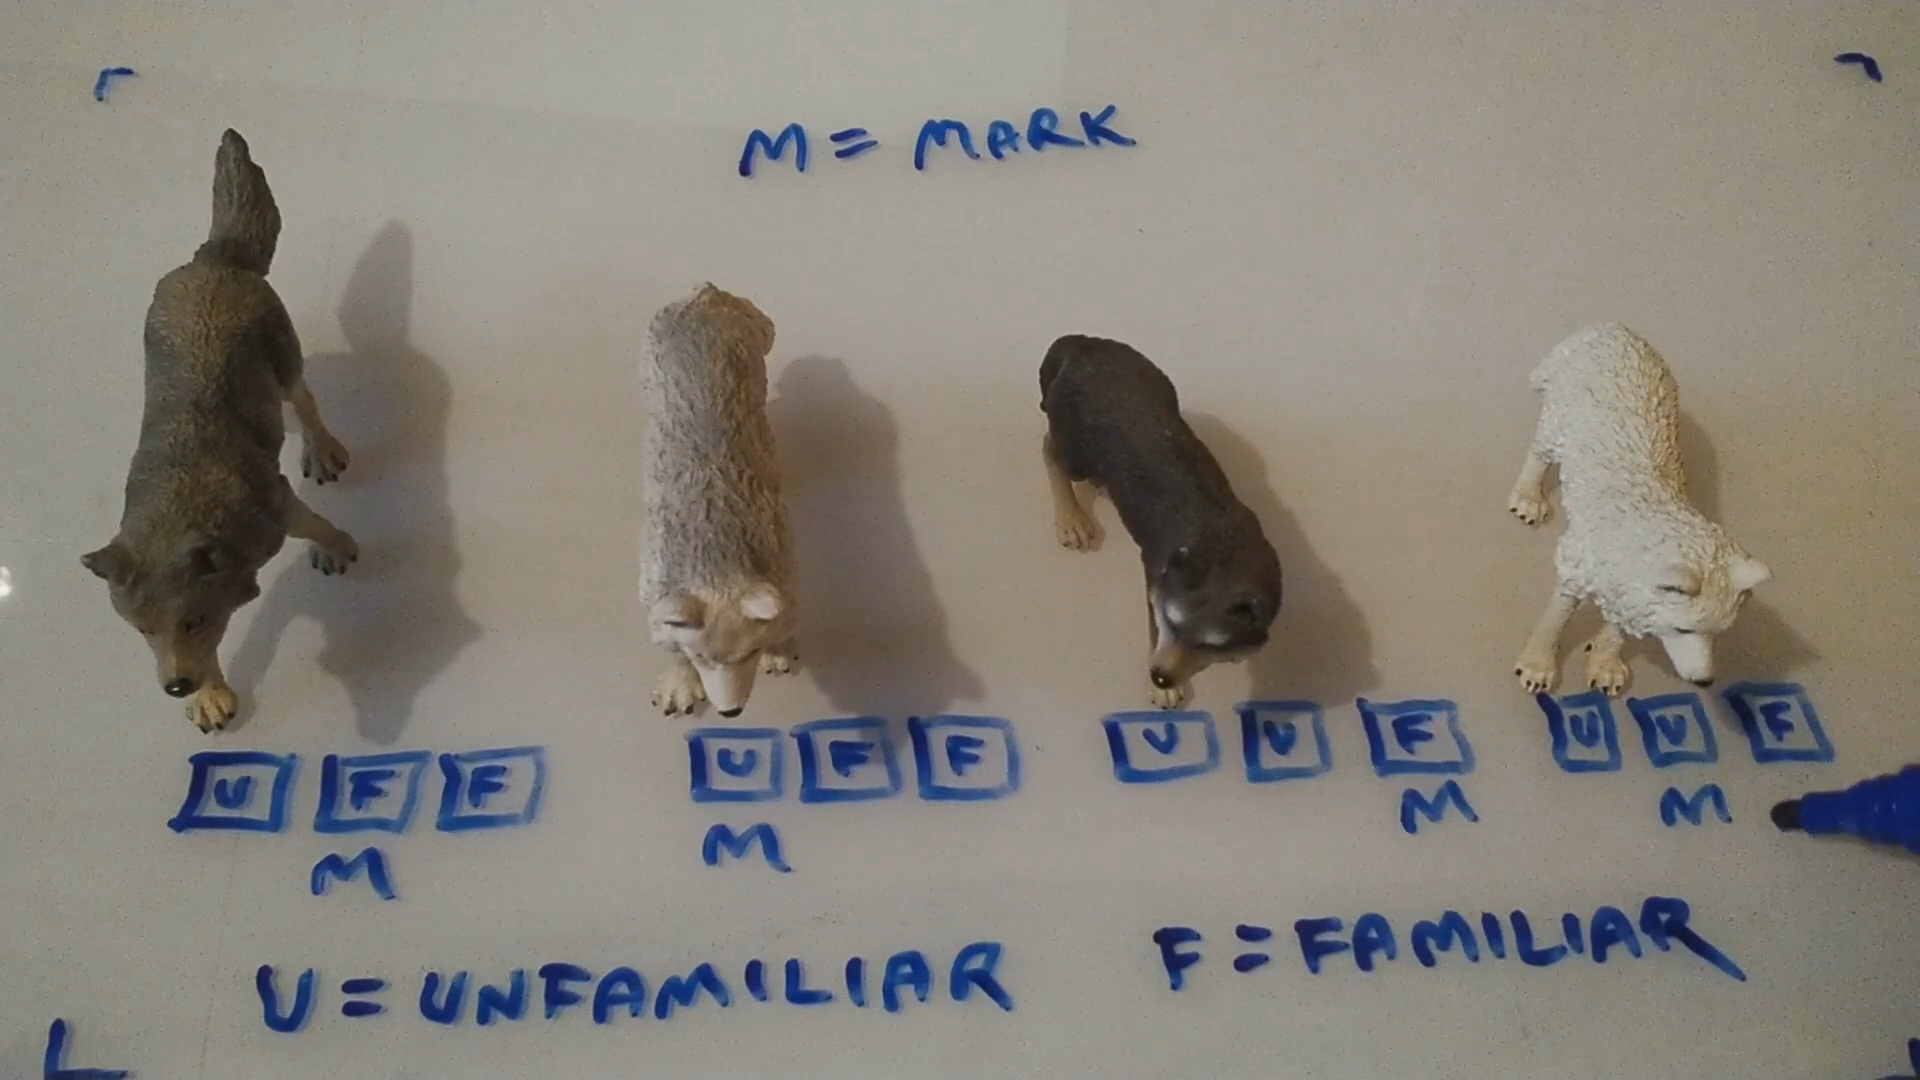 M = MARK
U F F U F F U U F U U F
M M M M
U = UNFAMILIAR F = FAMILIAR